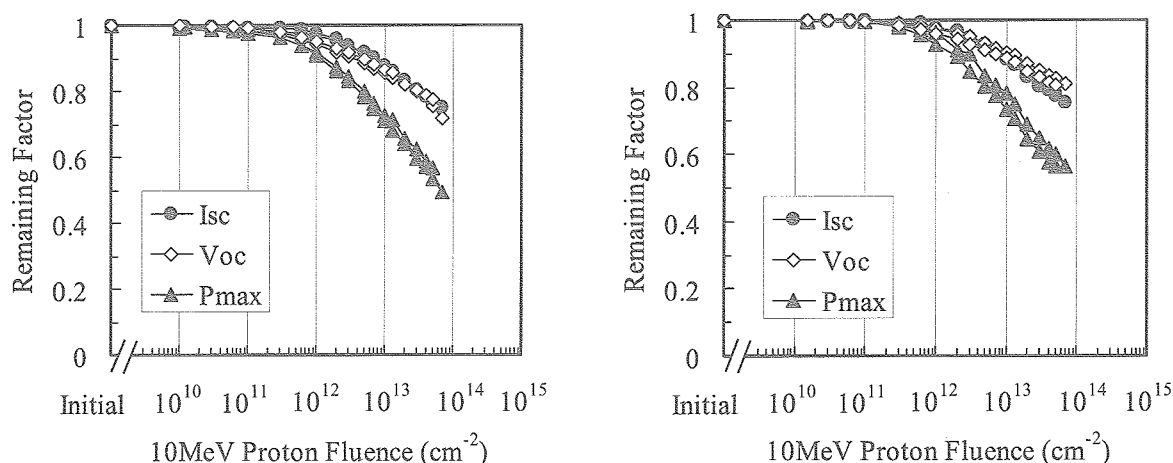 Remaining Factor
1
0.8
0.6
0.4
0.2
0
Isc
Voc
Pmax
Initial 10^10 10^11 10^12 10^13 10^14 10^15
10MeV Proton Fluence (cm^-2)
Remaining Factor
1
0.8
0.6
0.4
0.2
0
Isc
Voc
Pmax
Initial 10^10 10^11 10^12 10^13 10^14 10^15
10MeV Proton Fluence (cm^-2)